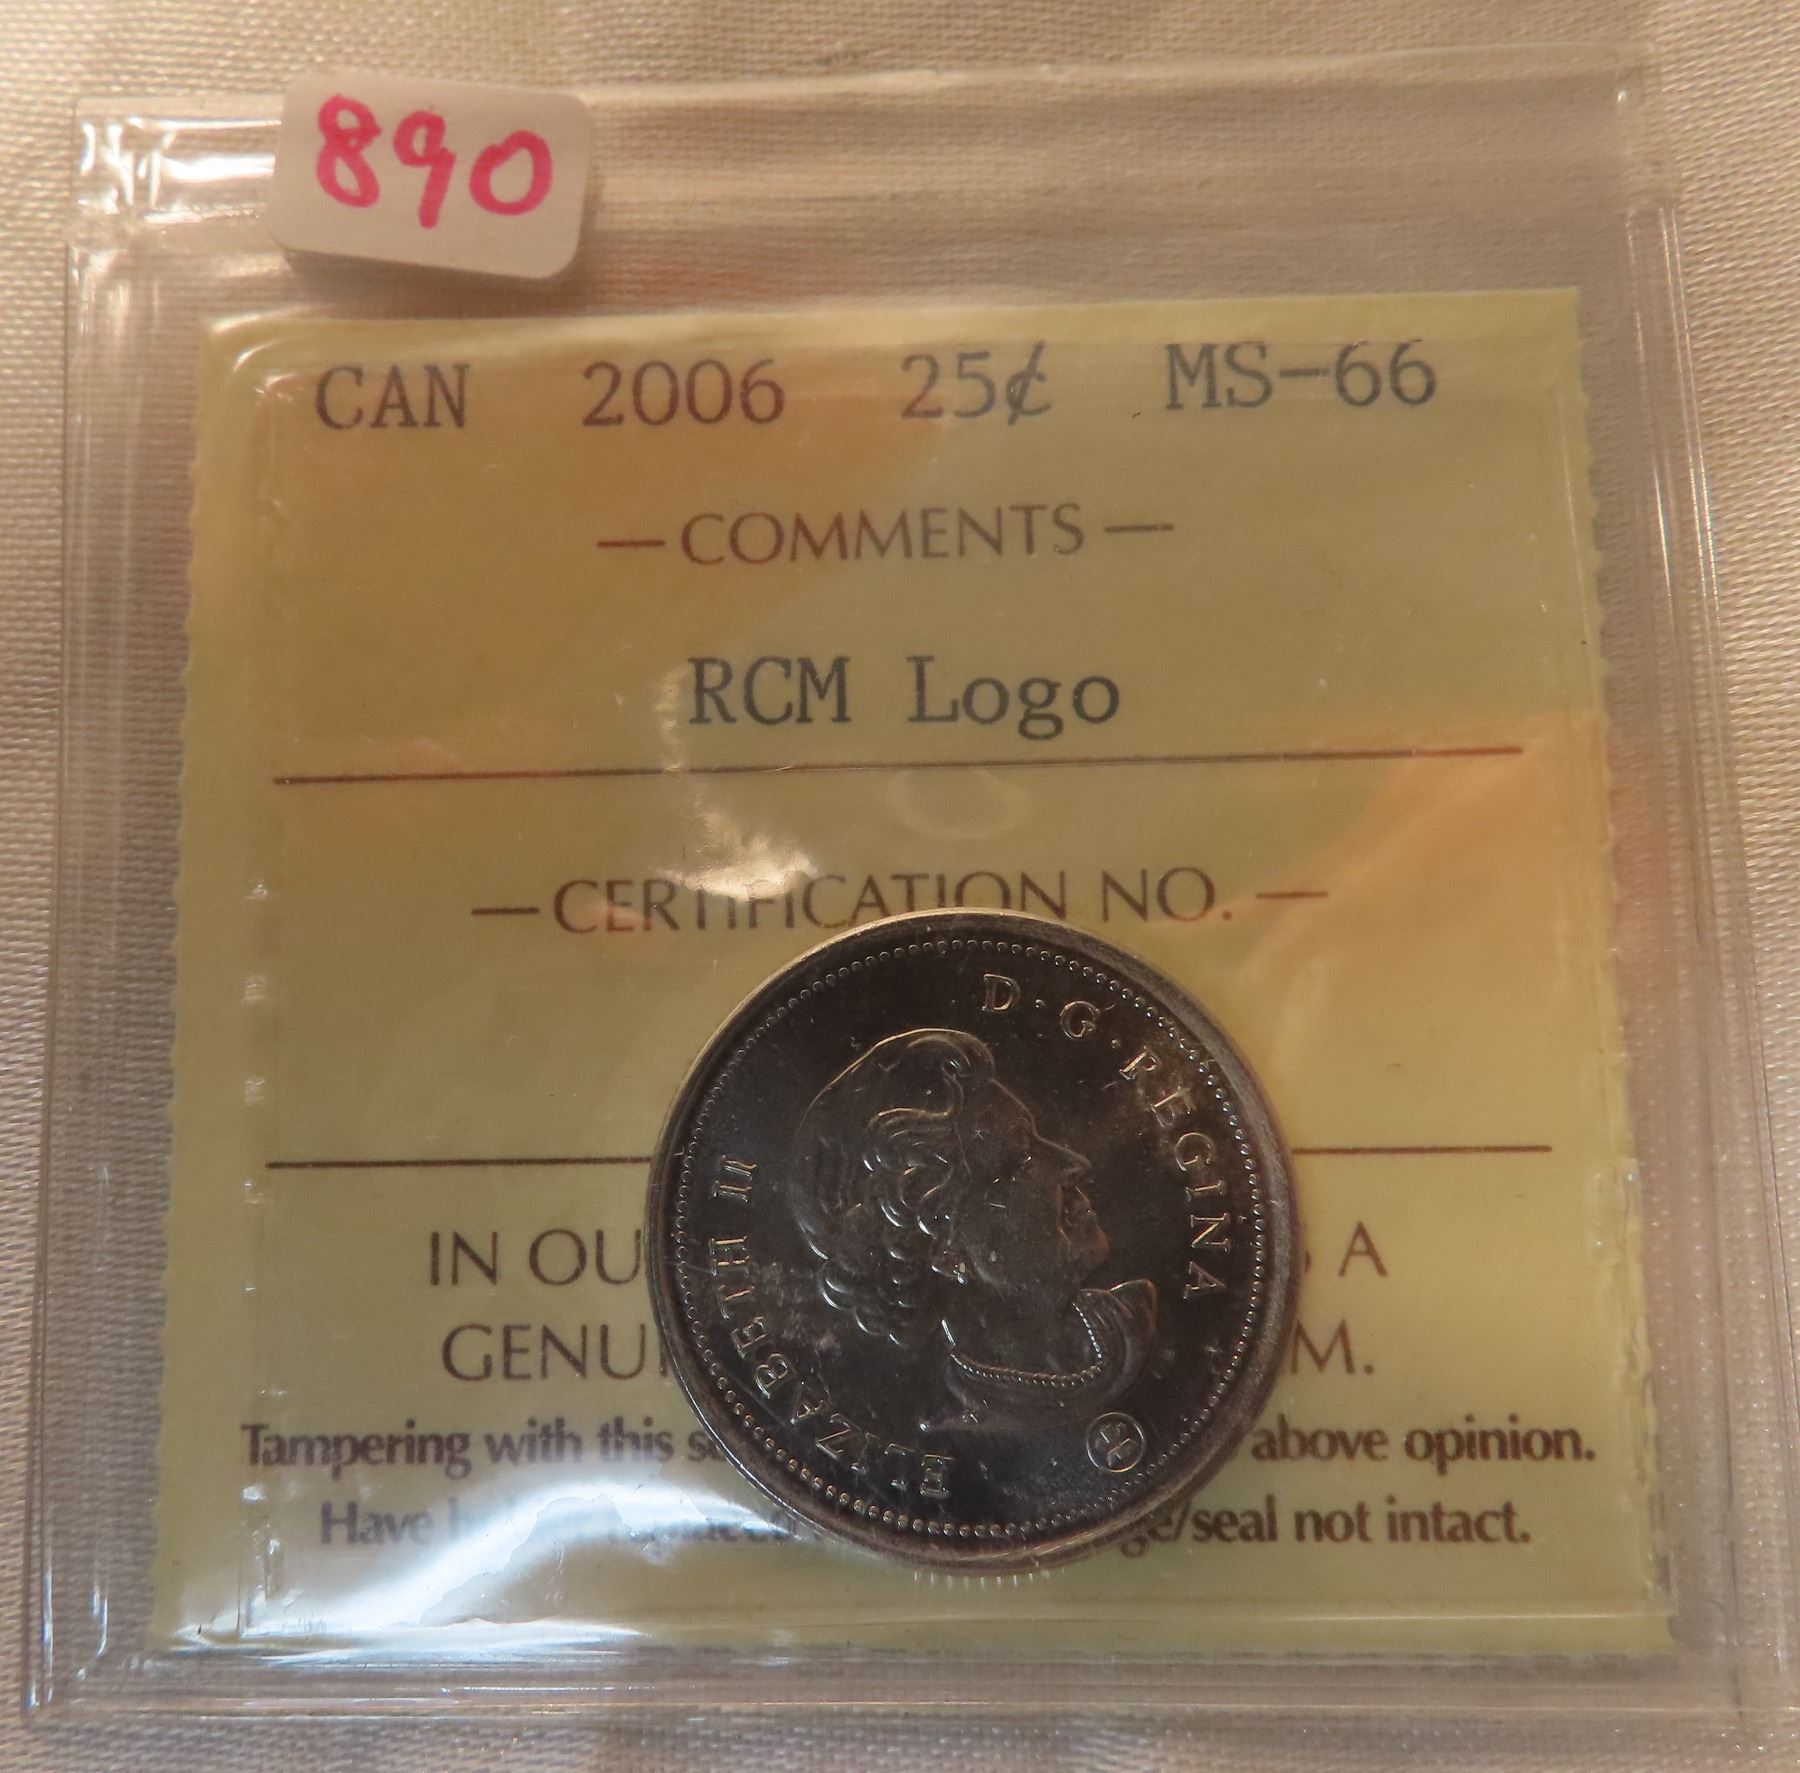 890
CAN 2006 25¢ MS-66
— COMMENTS —
RCM Logo
— CERTIFICATION NO. —
IN OU A
GENU M.
Tampering with this above opinion.
Have /seal not intact.
ELIZABETH II D·G·REGINA